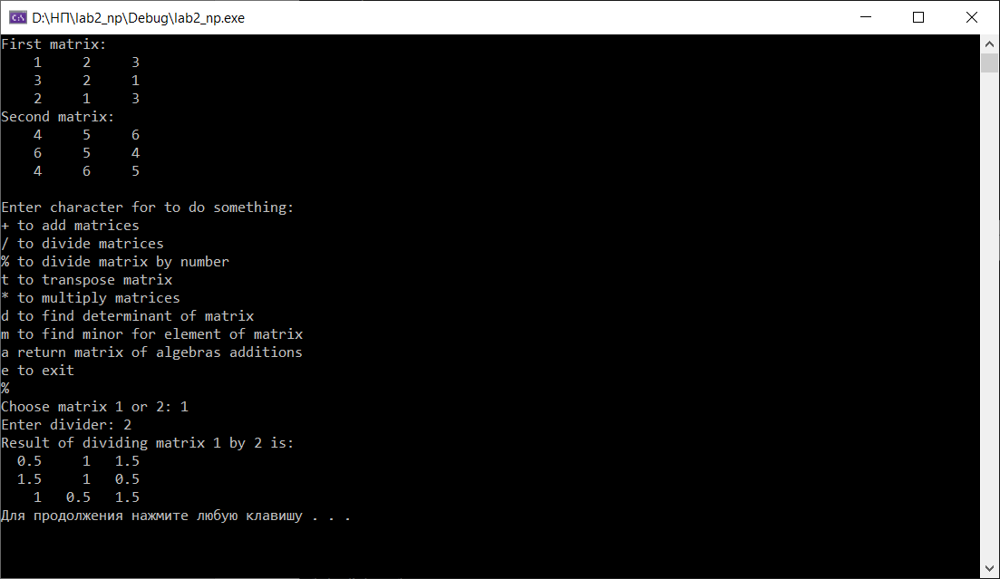 D:\НП\lab2_np\Debug\lab2_np.exe
First matrix:
    1     2     3
    3     2     1
    2     1     3
Second matrix:
    4     5     6
    6     5     4
    4     6     5

Enter character for to do something:
+ to add matrices
/ to divide matrices
% to divide matrix by number
t to transpose matrix
* to multiply matrices
d to find determinant of matrix
m to find minor for element of matrix
a return matrix of algebras additions
e to exit
%
Choose matrix 1 or 2: 1
Enter divider: 2
Result of dividing matrix 1 by 2 is:
  0.5     1   1.5
  1.5     1   0.5
    1   0.5   1.5
Для продолжения нажмите любую клавишу . . .